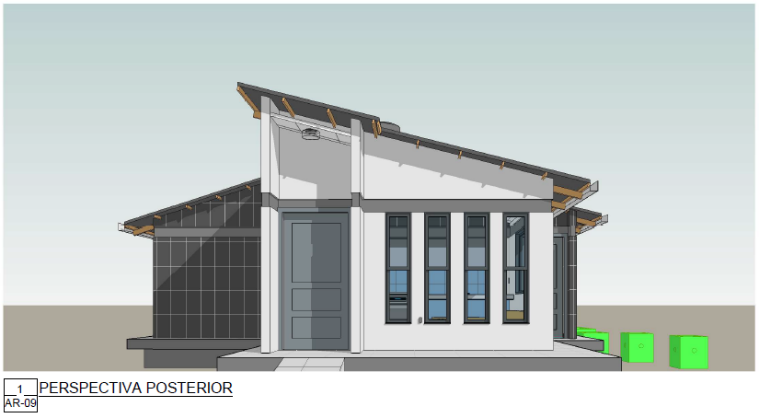 1
AR-09
PERSPECTIVA POSTERIOR